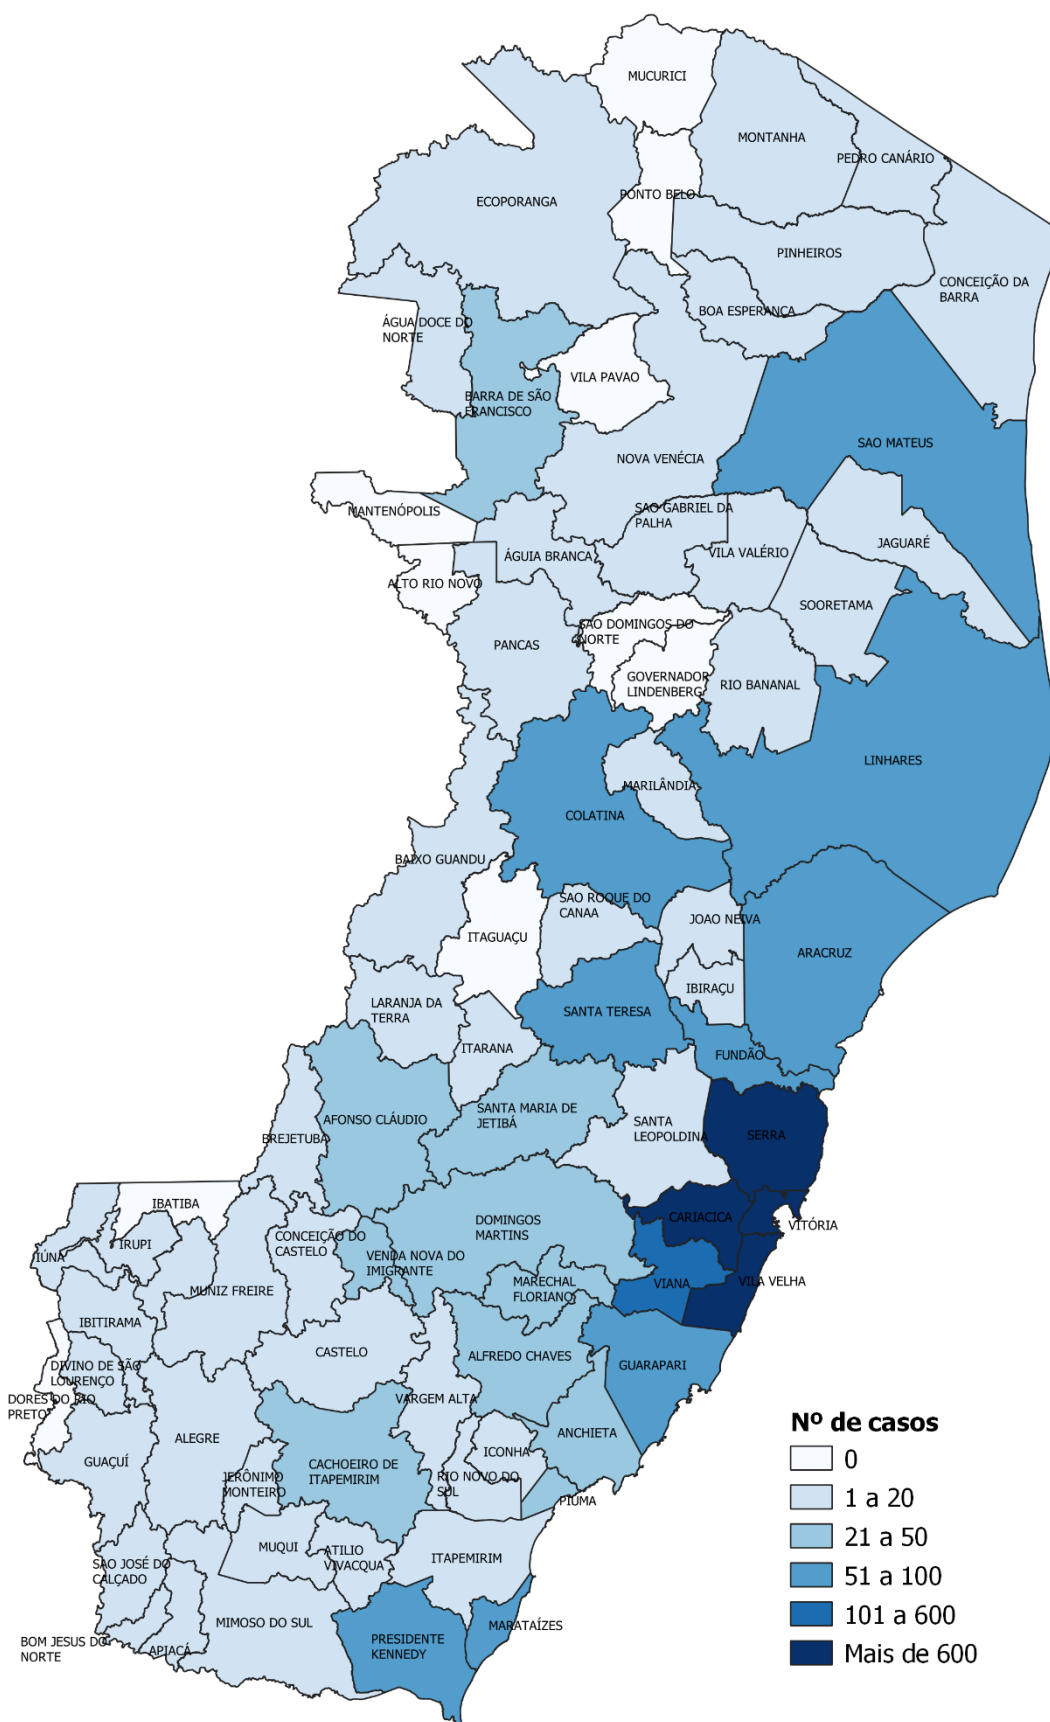 MUCURICI
MONTANHA
PEDRO CANÁRIO
PONTO BELO
ECOPORANGA
PINHEIROS
CONCEIÇÃO DA
BARRA
BOA ESPERANÇA
ÁGUA DOCE DO
NORTE
VILA PAVAO
BARRA DE SÃO
FRANCISCO
SAO MATEUS
NOVA VENÉCIA
MANTENÓPOLIS
SAO GABRIEL DA
PALHA
JAGUARÉ
VILA VALÉRIO
ÁGUIA BRANCA
ALTO RIO NOVO
SOORETAMA
SAO DOMINGOS DO
NORTE
PANCAS
GOVERNADOR
LINDENBERG
RIO BANANAL
LINHARES
MARILÂNDIA
COLATINA
BAIXO GUANDU
SAO ROQUE DO
CANAA
JOAO NEIVA
ITAGUAÇU
ARACRUZ
IBIRAÇU
LARANJA DA
TERRA
SANTA TERESA
ITARANA
FUNDÃO
SANTA MARIA DE
JETIBÁ
AFONSO CLÁUDIO
SANTA
LEOPOLDINA
BREJETUBA
SERRA
IBATIBA
CARIACICA
VITÓRIA
DOMINGOS
MARTINS
CONCEIÇÃO DO
CASTELO
IRUPI
IÚNA
VENDA NOVA DO
IMIGRANTE
MARECHAL
FLORIANO
VIANA
VILA VELHA
MUNIZ FREIRE
IBITIRAMA
CASTELO
ALFREDO CHAVES
GUARAPARI
DIVINO DE SÃO
LOURENÇO
DORES DO RIO
PRETO
VARGEM ALTA
ANCHIETA
ALEGRE
ICONHA
GUAÇUÍ
CACHOEIRO DE
ITAPEMIRIM
JERÔNIMO
MONTEIRO
RIO NOVO DO
SUL
PIÚMA
MUQUI
ATILIO
VIVACQUA
ITAPEMIRIM
SAO JOSÉ DO
CALÇADO
MIMOSO DO SUL
MARATAÍZES
PRESIDENTE
KENNEDY
BOM JESUS DO
NORTE
APIACÁ
Nº de casos
0
1 a 20
21 a 50
51 a 100
101 a 600
Mais de 600